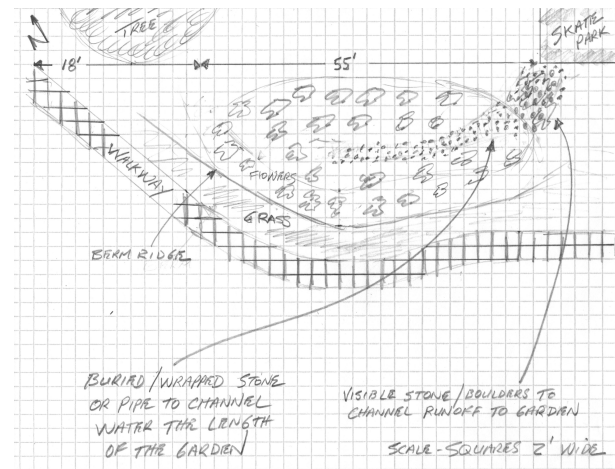 N
TREE
SKATE
PARK
18'
55'
WALKWAY
FLOWERS
GRASS
BERM RIDGE
BURIED/WRAPPED STONE
OR PIPE TO CHANNEL
WATER THE LENGTH
OF THE GARDEN
VISIBLE STONE/BOULDERS TO
CHANNEL RUNOFF TO GARDEN
SCALE-SQUARES 2' WIDE